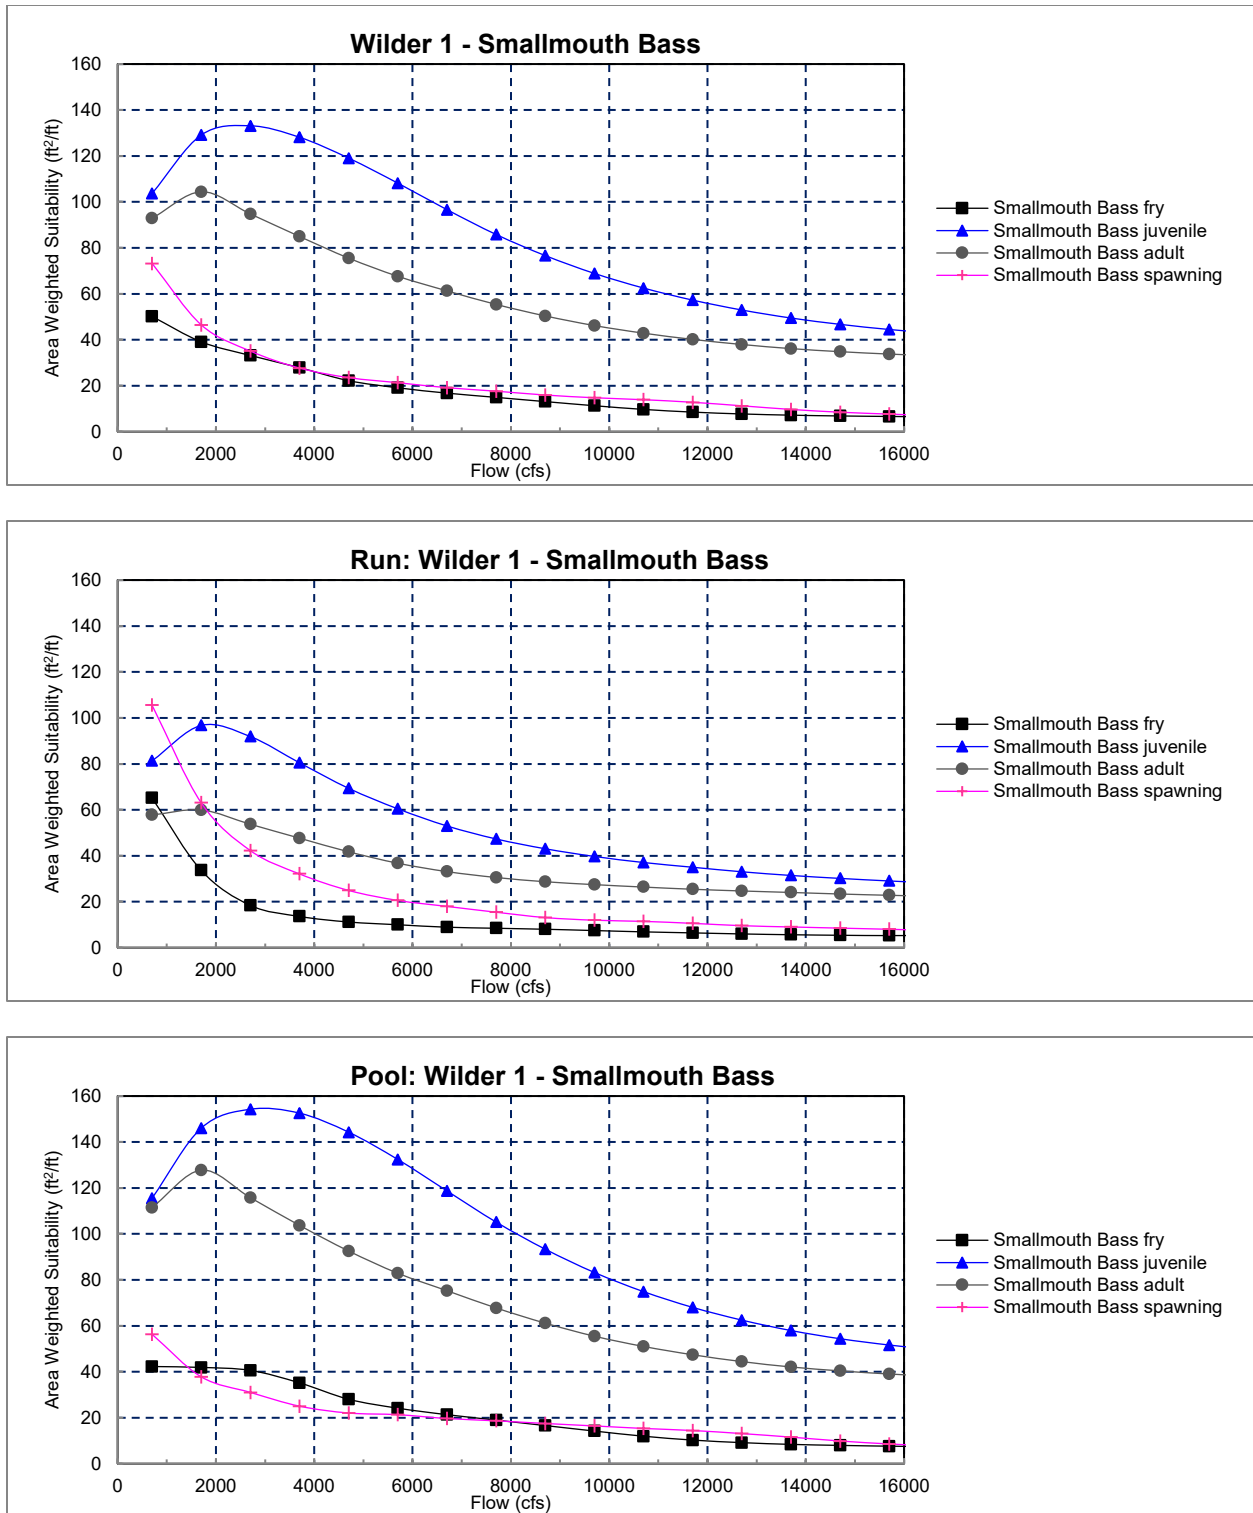 Wilder 1 - Smallmouth Bass
Area Weighted Suitability (ft²/ft)
160
140
120
100
80
60
40
20
0
0 2000 4000 6000 8000 10000 12000 14000 16000
Flow (cfs)
Smallmouth Bass fry
Smallmouth Bass juvenile
Smallmouth Bass adult
Smallmouth Bass spawning
Run: Wilder 1 - Smallmouth Bass
Area Weighted Suitability (ft²/ft)
160
140
120
100
80
60
40
20
0
0 2000 4000 6000 8000 10000 12000 14000 16000
Flow (cfs)
Smallmouth Bass fry
Smallmouth Bass juvenile
Smallmouth Bass adult
Smallmouth Bass spawning
Pool: Wilder 1 - Smallmouth Bass
Area Weighted Suitability (ft²/ft)
160
140
120
100
80
60
40
20
0
0 2000 4000 6000 8000 10000 12000 14000 16000
Flow (cfs)
Smallmouth Bass fry
Smallmouth Bass juvenile
Smallmouth Bass adult
Smallmouth Bass spawning